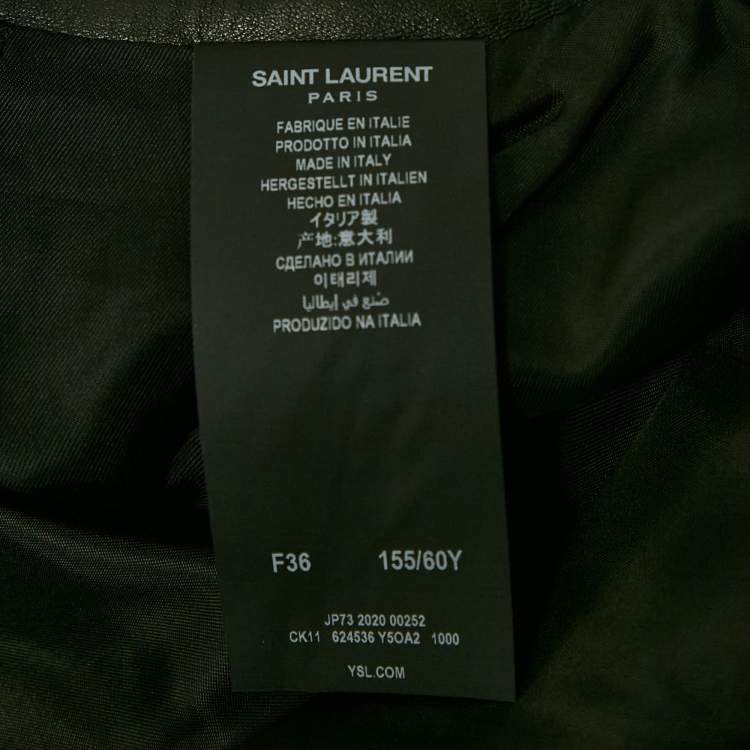 SAINT LAURENT
PARIS
FABRIQUE EN ITALIE
PRODOTTO IN ITALIA
MADE IN ITALY
HERGESTELLT IN ITALIEN
HECHO EN ITALIA
イタリア製
产地:意大利
СДЕЛАНО В ИТАЛИИ
이태리제
صنع في إيطاليا
PRODUZIDO NA ITALIA
F36 155/60Y
JP73 2020 00252
CK11 624536 Y5OA2 1000
YSL.COM